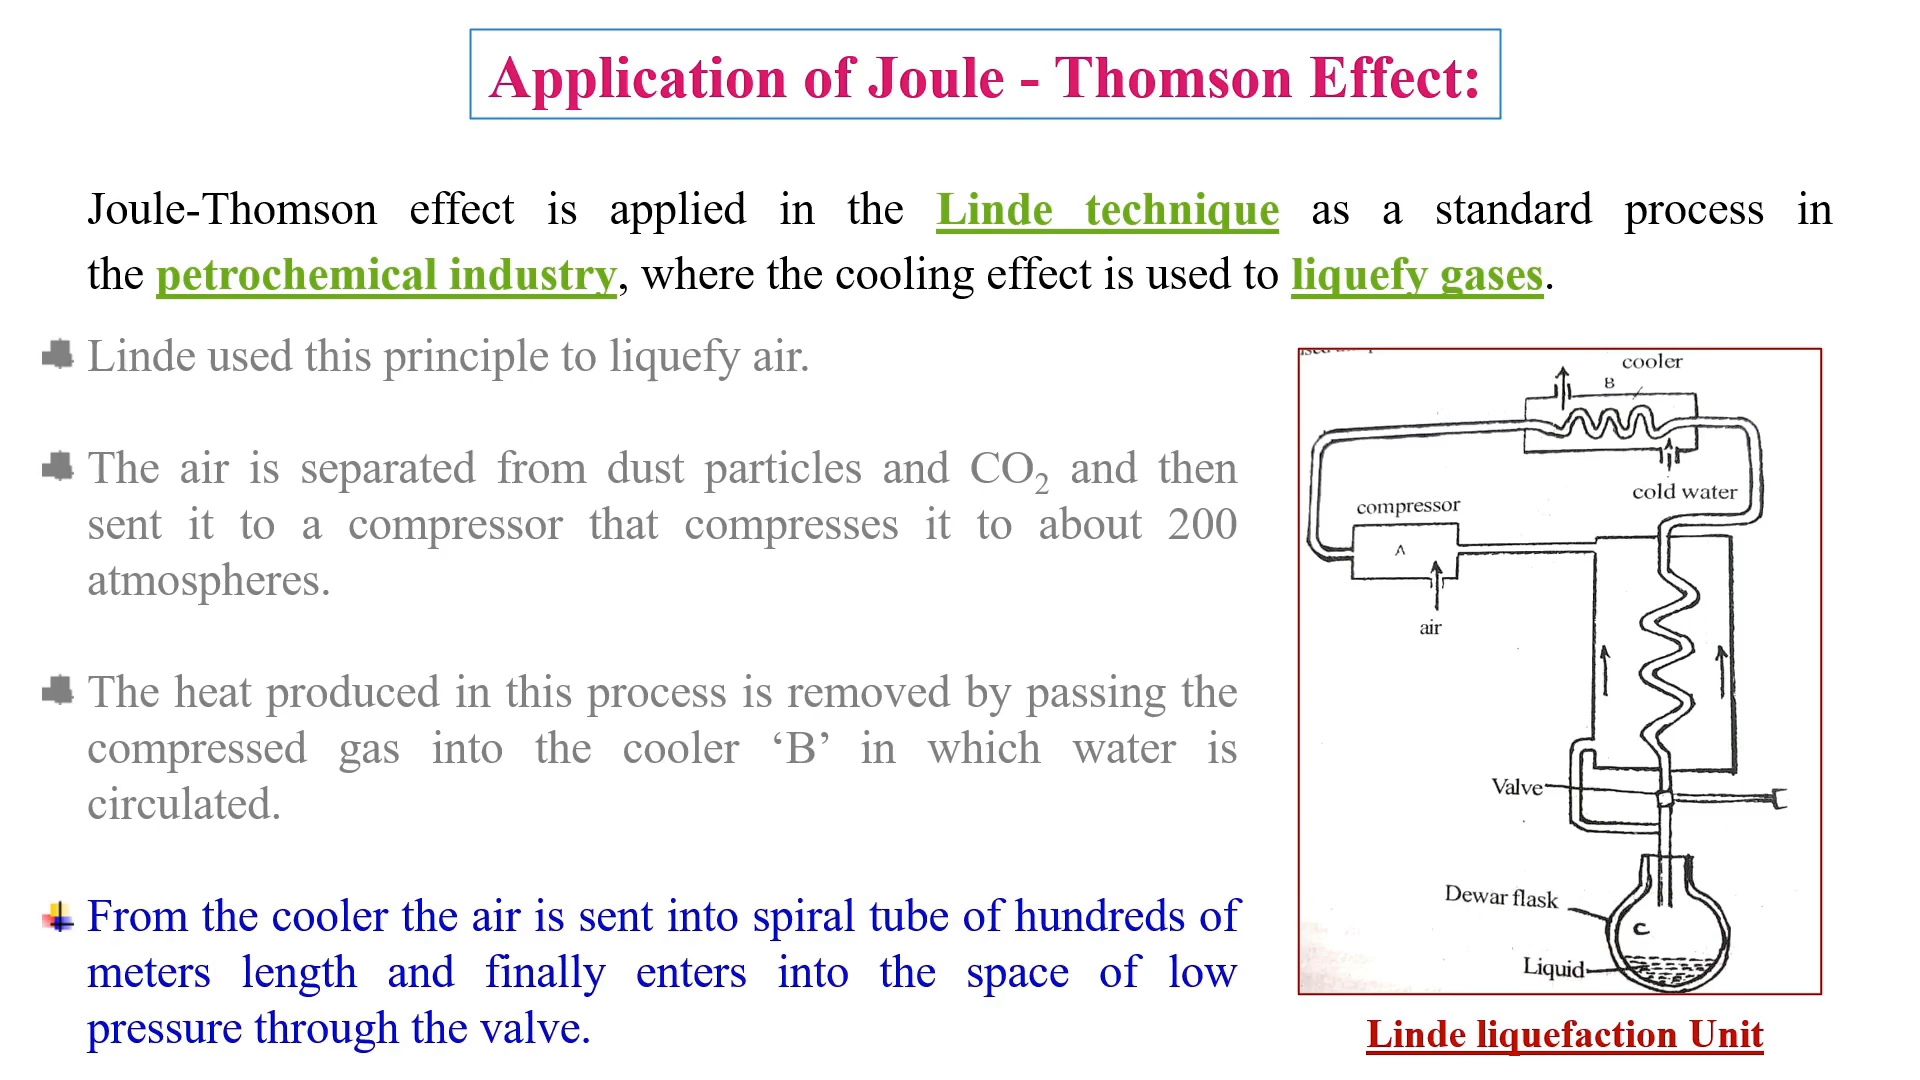 Application of Joule - Thomson Effect:
Joule-Thomson effect is applied in the Linde technique as a standard process in
the petrochemical industry, where the cooling effect is used to liquefy gases.
Linde used this principle to liquefy air.
The air is separated from dust particles and CO₂ and then
sent it to a compressor that compresses it to about 200
atmospheres.
The heat produced in this process is removed by passing the
compressed gas into the cooler ‘B’ in which water is
circulated.
From the cooler the air is sent into spiral tube of hundreds of
meters length and finally enters into the space of low
pressure through the valve.
cooler
B
cold water
compressor
A
air
Valve
Dewar flask
C
Liquid
Linde liquefaction Unit